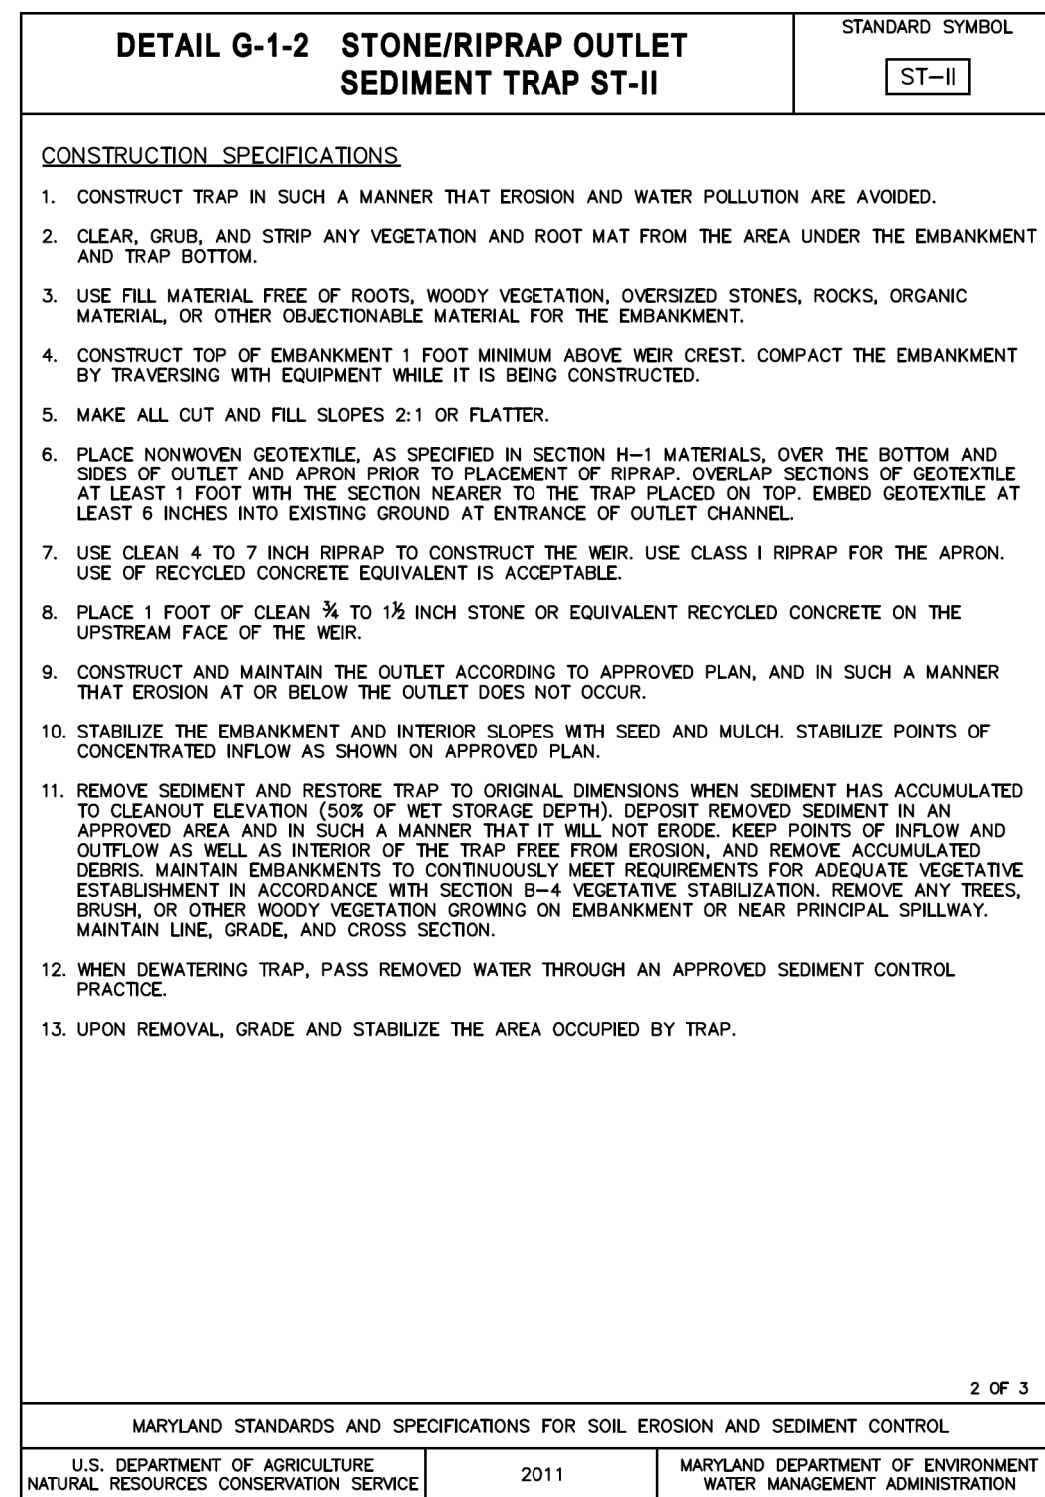 DETAIL G-1-2 STONE/RIPRAP OUTLET
SEDIMENT TRAP ST-II
STANDARD SYMBOL
ST-II
CONSTRUCTION SPECIFICATIONS
1. CONSTRUCT TRAP IN SUCH A MANNER THAT EROSION AND WATER POLLUTION ARE AVOIDED.
2. CLEAR, GRUB, AND STRIP ANY VEGETATION AND ROOT MAT FROM THE AREA UNDER THE EMBANKMENT
AND TRAP BOTTOM.
3. USE FILL MATERIAL FREE OF ROOTS, WOODY VEGETATION, OVERSIZED STONES, ROCKS, ORGANIC
MATERIAL, OR OTHER OBJECTIONABLE MATERIAL FOR THE EMBANKMENT.
4. CONSTRUCT TOP OF EMBANKMENT 1 FOOT MINIMUM ABOVE WEIR CREST. COMPACT THE EMBANKMENT
BY TRAVERSING WITH EQUIPMENT WHILE IT IS BEING CONSTRUCTED.
5. MAKE ALL CUT AND FILL SLOPES 2:1 OR FLATTER.
6. PLACE NONWOVEN GEOTEXTILE, AS SPECIFIED IN SECTION H-1 MATERIALS, OVER THE BOTTOM AND
SIDES OF OUTLET AND APRON PRIOR TO PLACEMENT OF RIPRAP. OVERLAP SECTIONS OF GEOTEXTILE
AT LEAST 1 FOOT WITH THE SECTION NEARER TO THE TRAP PLACED ON TOP. EMBED GEOTEXTILE AT
LEAST 6 INCHES INTO EXISTING GROUND AT ENTRANCE OF OUTLET CHANNEL.
7. USE CLEAN 4 TO 7 INCH RIPRAP TO CONSTRUCT THE WEIR. USE CLASS I RIPRAP FOR THE APRON.
USE OF RECYCLED CONCRETE EQUIVALENT IS ACCEPTABLE.
8. PLACE 1 FOOT OF CLEAN ¾ TO 1½ INCH STONE OR EQUIVALENT RECYCLED CONCRETE ON THE
UPSTREAM FACE OF THE WEIR.
9. CONSTRUCT AND MAINTAIN THE OUTLET ACCORDING TO APPROVED PLAN, AND IN SUCH A MANNER
THAT EROSION AT OR BELOW THE OUTLET DOES NOT OCCUR.
10. STABILIZE THE EMBANKMENT AND INTERIOR SLOPES WITH SEED AND MULCH. STABILIZE POINTS OF
CONCENTRATED INFLOW AS SHOWN ON APPROVED PLAN.
11. REMOVE SEDIMENT AND RESTORE TRAP TO ORIGINAL DIMENSIONS WHEN SEDIMENT HAS ACCUMULATED
TO CLEANOUT ELEVATION (50% OF WET STORAGE DEPTH). DEPOSIT REMOVED SEDIMENT IN AN
APPROVED AREA AND IN SUCH A MANNER THAT IT WILL NOT ERODE. KEEP POINTS OF INFLOW AND
OUTFLOW AS WELL AS INTERIOR OF THE TRAP FREE FROM EROSION, AND REMOVE ACCUMULATED
DEBRIS. MAINTAIN EMBANKMENTS TO CONTINUOUSLY MEET REQUIREMENTS FOR ADEQUATE VEGETATIVE
ESTABLISHMENT IN ACCORDANCE WITH SECTION B-4 VEGETATIVE STABILIZATION. REMOVE ANY TREES,
BRUSH, OR OTHER WOODY VEGETATION GROWING ON EMBANKMENT OR NEAR PRINCIPAL SPILLWAY.
MAINTAIN LINE, GRADE, AND CROSS SECTION.
12. WHEN DEWATERING TRAP, PASS REMOVED WATER THROUGH AN APPROVED SEDIMENT CONTROL
PRACTICE.
13. UPON REMOVAL, GRADE AND STABILIZE THE AREA OCCUPIED BY TRAP.
2 OF 3
MARYLAND STANDARDS AND SPECIFICATIONS FOR SOIL EROSION AND SEDIMENT CONTROL
U.S. DEPARTMENT OF AGRICULTURE
NATURAL RESOURCES CONSERVATION SERVICE
2011
MARYLAND DEPARTMENT OF ENVIRONMENT
WATER MANAGEMENT ADMINISTRATION